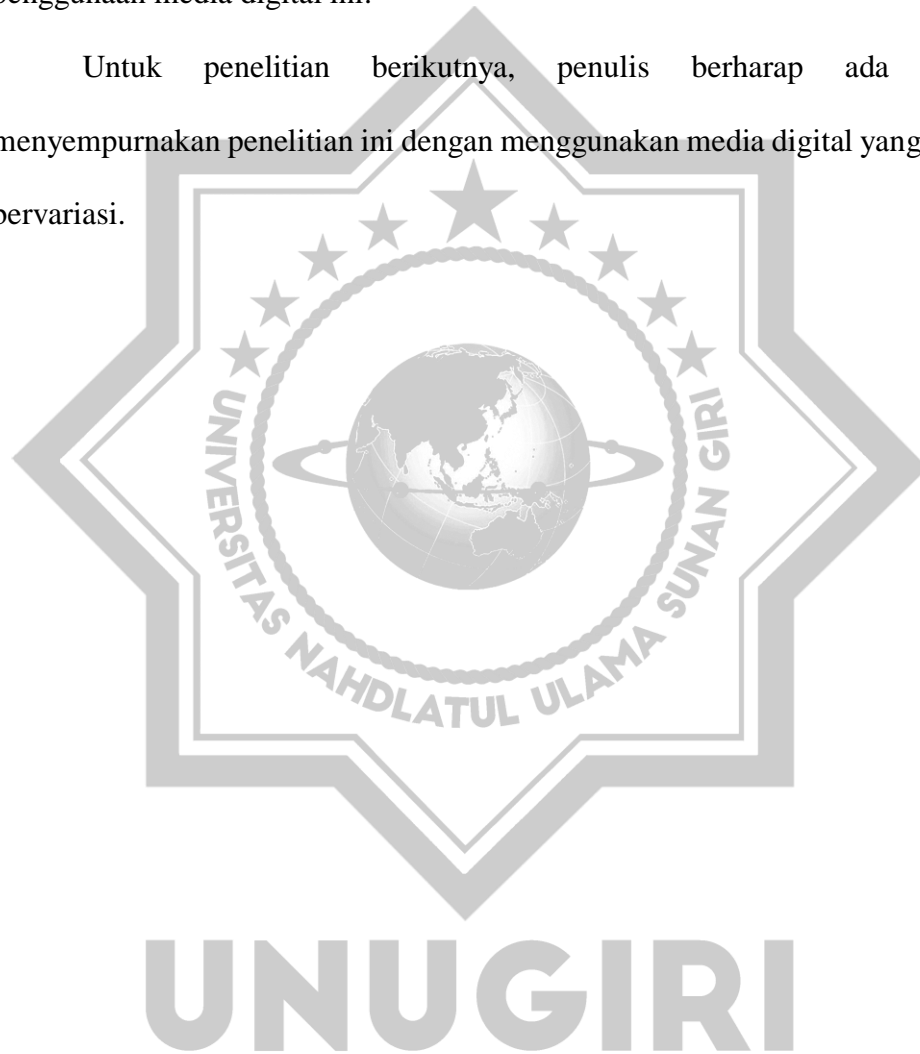 penggunaan media digital ini.
Untuk penelitian berikutnya, penulis berharap ada
menyempurnakan penelitian ini dengan menggunakan media digital yang
bervariasi.
UNIVERSITAS NAHDLATUL ULAMA SUNAN GIRI
UNUGIRI